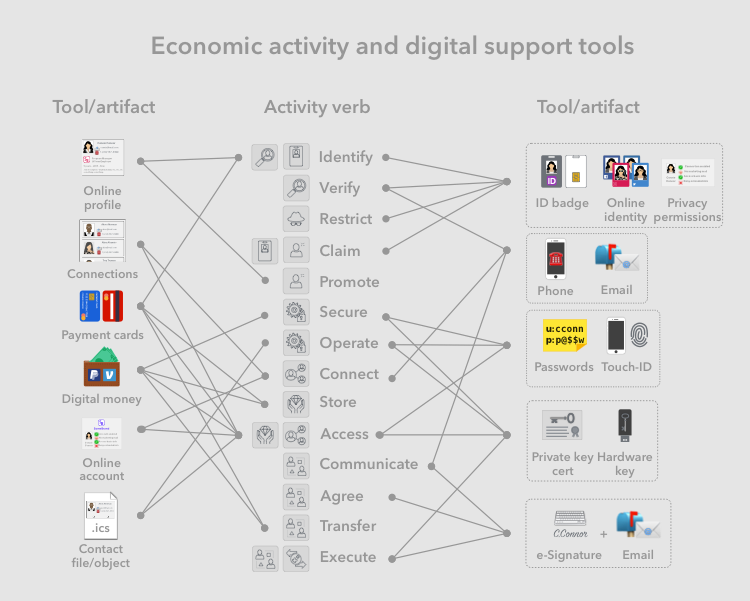 Economic activity and digital support tools
Tool/artifact
Activity verb
Tool/artifact
Online
profile
Connections
Payment cards
Digital money
Online
account
.ics
Contact
file/object
Identify
Verify
Restrict
Claim
Promote
Secure
Operate
Connect
Store
Access
Communicate
Agree
Transfer
Execute
ID
ID badge
Online
identity
Privacy
permissions
Phone
Email
u:cconn
p:p@$$w
Passwords
Touch-ID
Private key
cert
Hardware
key
C.Connor
+
e-Signature
Email